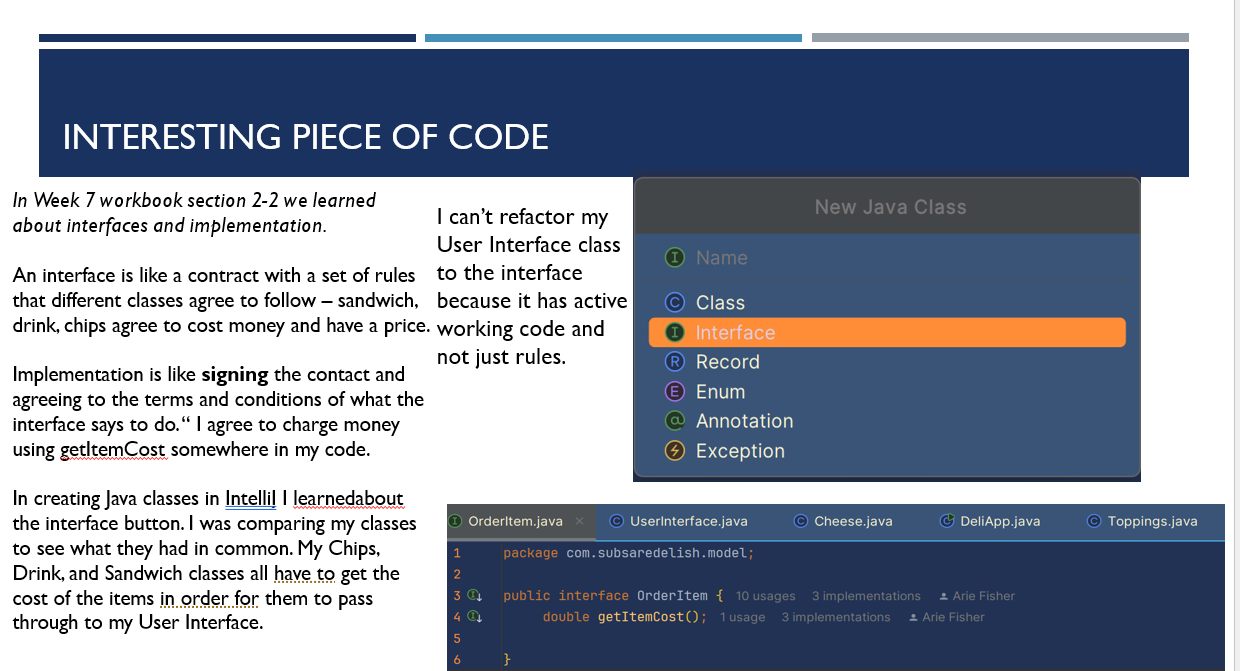 INTERESTING PIECE OF CODE
In Week 7 workbook section 2-2 we learned
about interfaces and implementation.
An interface is like a contract with a set of rules
that different classes agree to follow – sandwich,
drink, chips agree to cost money and have a price.
Implementation is like signing the contact and
agreeing to the terms and conditions of what the
interface says to do. “ I agree to charge money
using getItemCost somewhere in my code.
In creating Java classes in IntelliJ I learnedabout
the interface button. I was comparing my classes
to see what they had in common. My Chips,
Drink, and Sandwich classes all have to get the
cost of the items in order for them to pass
through to my User Interface.
I can’t refactor my
User Interface class
to the interface
because it has active
working code and
not just rules.
New Java Class
I Name
C Class
I Interface
R Record
E Enum
@ Annotation
Exception
I OrderItem.java × C UserInterface.java C Cheese.java C DeliApp.java C Toppings.java
1 package com.subsaredelish.model;
2
3 public interface OrderItem { 10 usages 3 implementations Arie Fisher
4 double getItemCost(); 1 usage 3 implementations Arie Fisher
5
6 }